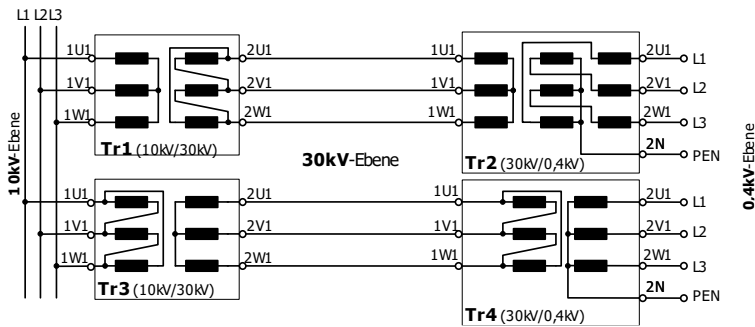 L1 L2 L3
1U1 2U1 1U1 2U1 L1
1V1 2V1 1V1 2V1 L2
1W1 2W1 1W1 2W1 L3
2N PEN
Tr1 (10kV/30kV) 30kV-Ebene Tr2 (30kV/0,4kV)
10kV-Ebene
0,4kV-Ebene
1U1 2U1 1U1 2U1 L1
1V1 2V1 1V1 2V1 L2
1W1 2W1 1W1 2W1 L3
2N PEN
Tr3 (10kV/30kV) Tr4 (30kV/0,4kV)